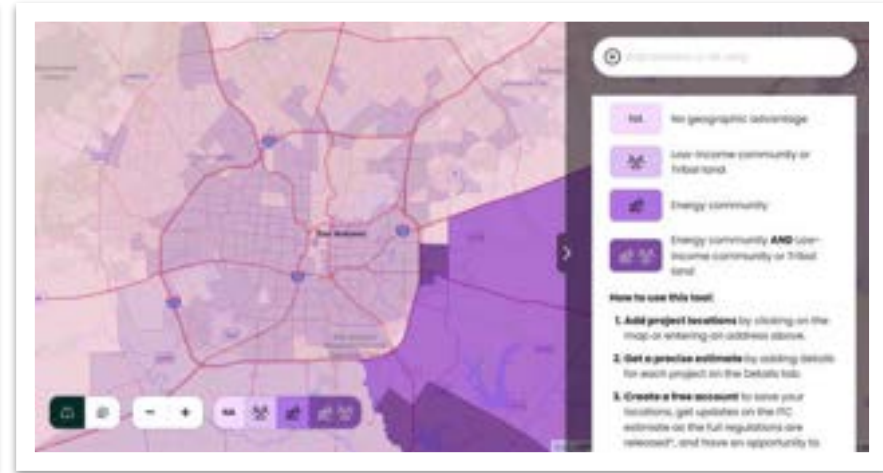 San Antonio
NA
No geographic advantage
Low-income community or
Tribal land
Energy community
Energy community AND Low-
income community or Tribal
land
How to use this tool:
1. Add project locations by clicking on the
map or entering an address above.
2. Get a precise estimate by adding details
for each project on the Details tab.
3. Create a free account to save your
locations, get updates on the ITC
estimate as the full regulations are
released*, and have an opportunity to
NA